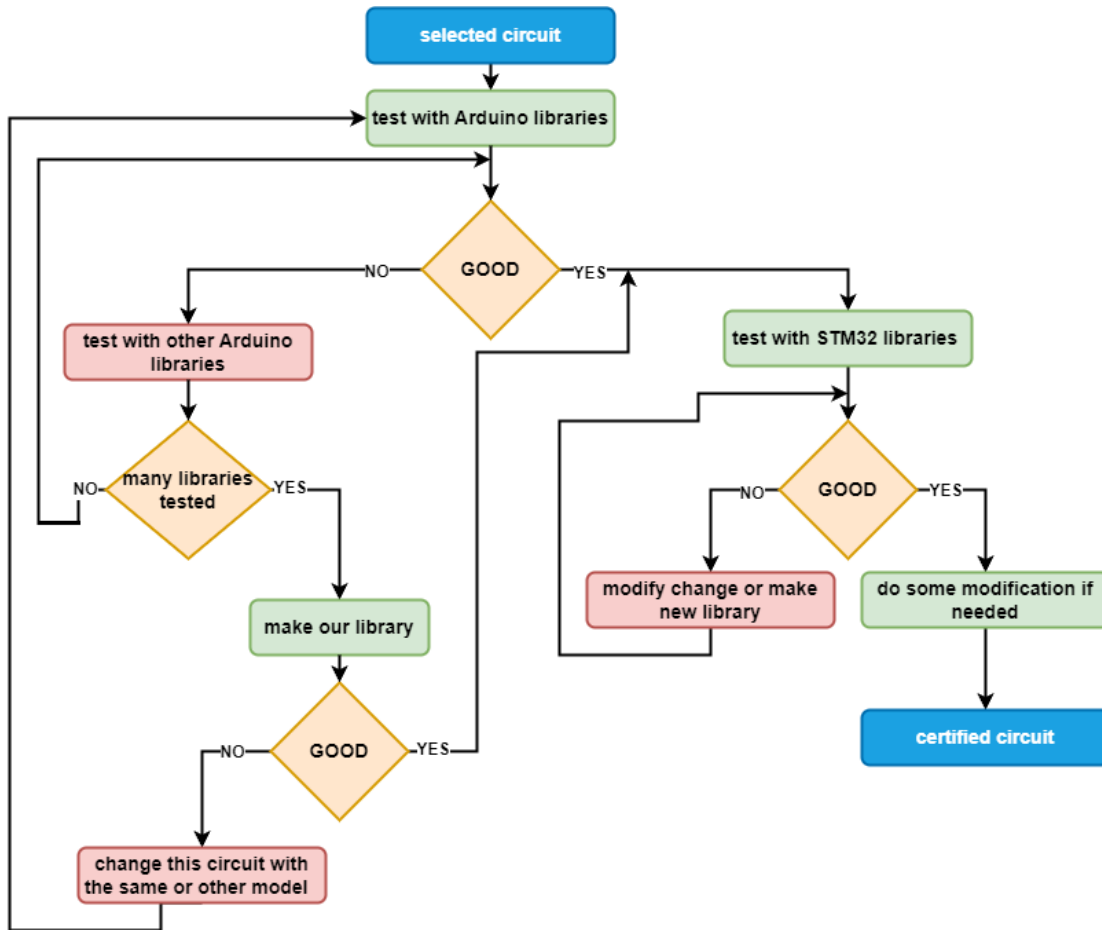 selected circuit
test with Arduino libraries
GOOD
NO
YES
test with other Arduino
libraries
test with STM32 libraries
many libraries
tested
NO
YES
GOOD
NO
YES
modify change or make
new library
do some modification if
needed
make our library
GOOD
NO
YES
certified circuit
change this circuit with
the same or other model